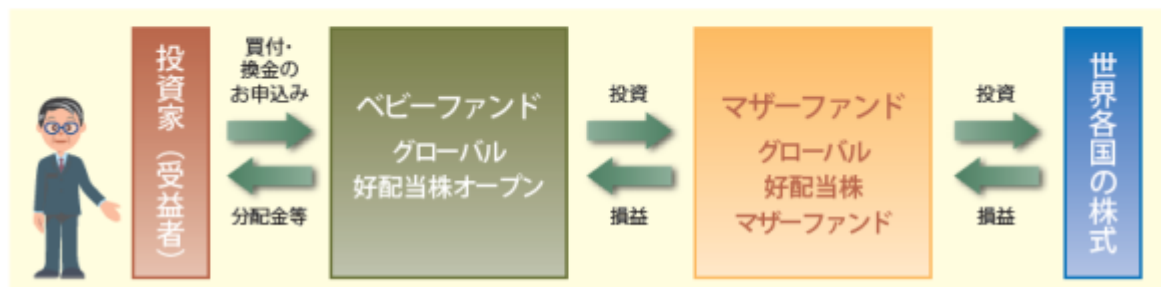 投資家（受益者）
買付・
換金の
お申込み
分配金等
ベビーファンド
グローバル
好配当株オープン
投資
損益
マザーファンド
グローバル
好配当株
マザーファンド
投資
損益
世界各国の株式